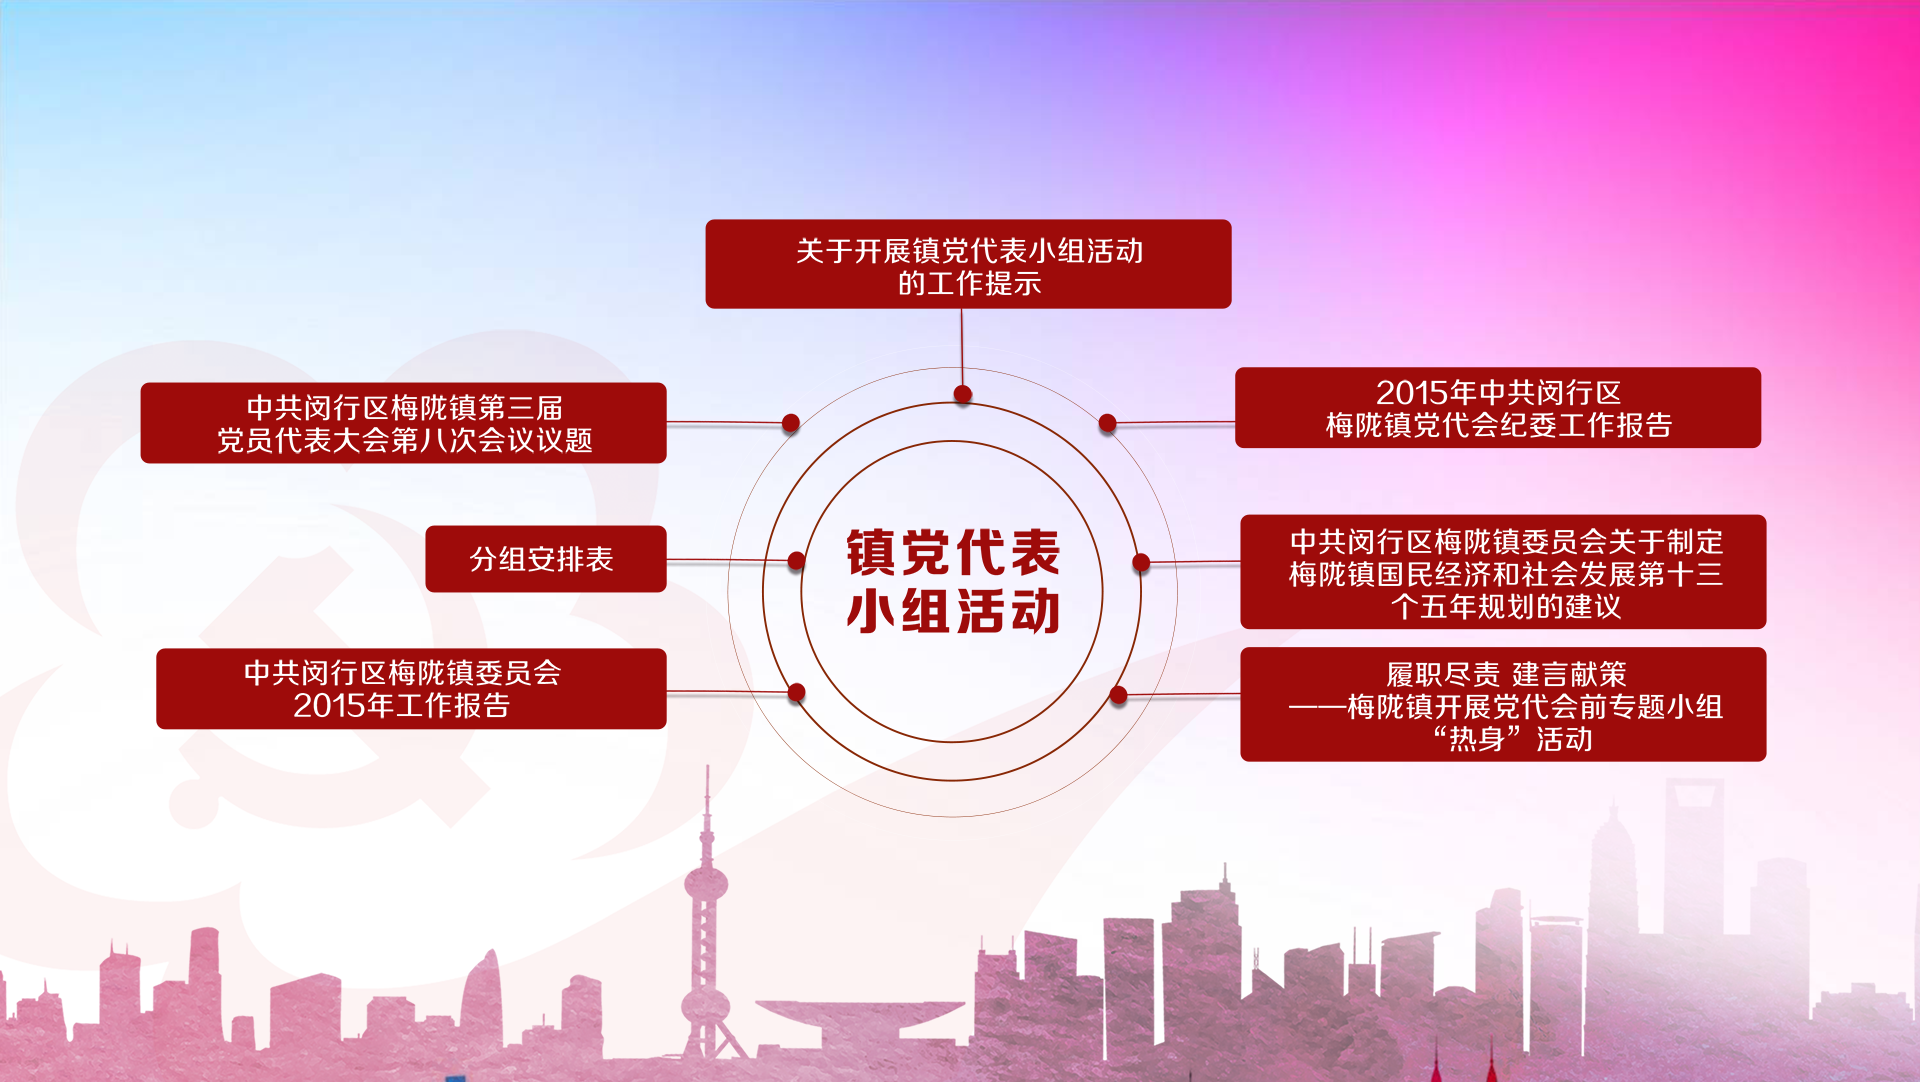 关于开展镇党代表小组活动
的工作提示
中共闵行区梅陇镇第三届
党员代表大会第八次会议议题
分组安排表
中共闵行区梅陇镇委员会
2015年工作报告
镇党代表
小组活动
2015年中共闵行区
梅陇镇党代会纪委工作报告
中共闵行区梅陇镇委员会关于制定
梅陇镇国民经济和社会发展第十三
个五年规划的建议
履职尽责 建言献策
——梅陇镇开展党代会前专题小组
“热身”活动